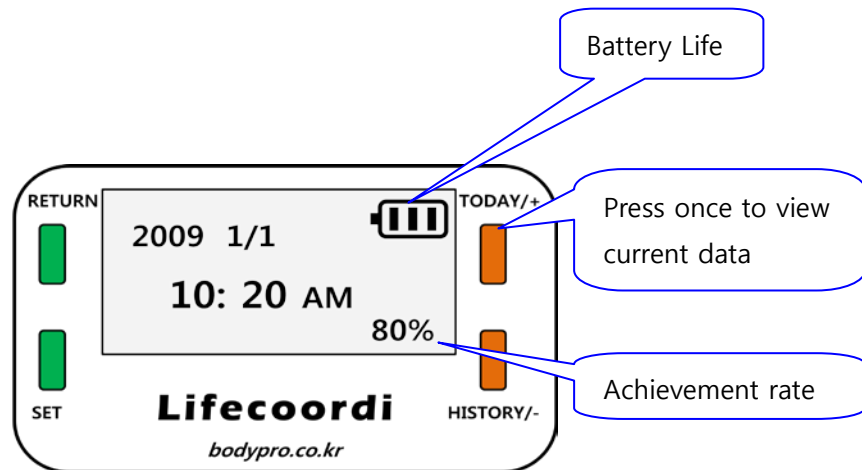 Battery Life
RETURN
TODAY/+
2009 1/1
Press once to view
current data
10: 20 AM
80%
Achievement rate
SET
Lifecoordi
HISTORY/-
bodypro.co.kr